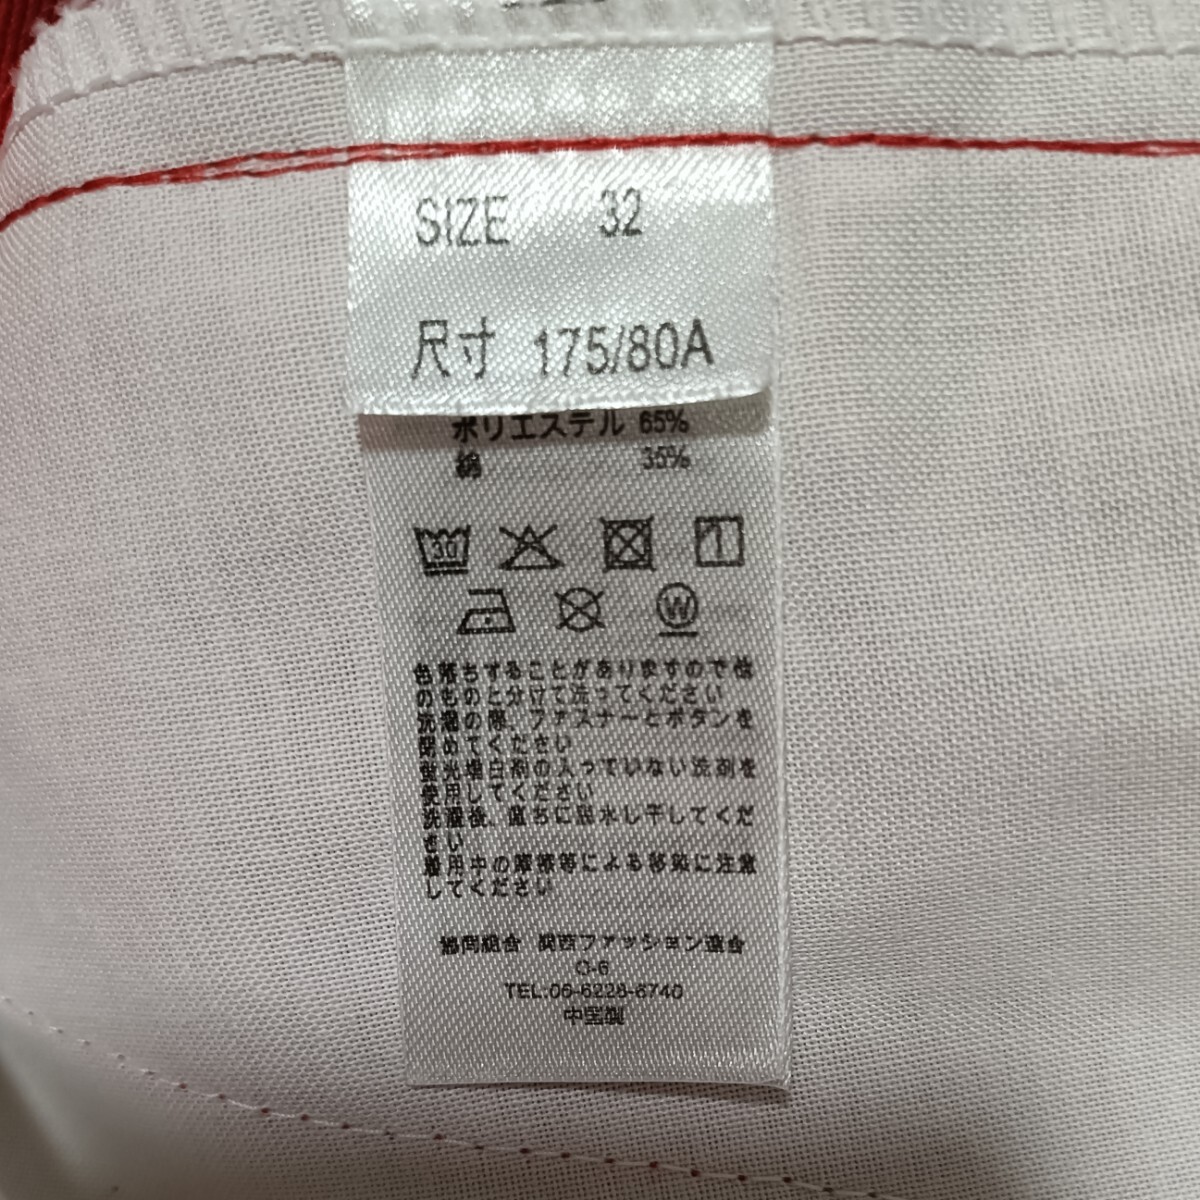 SIZE 32
尺寸 175/80A
ポリエステル 65%
綿 35%
30
W
色落ちすることがありますので他
のものと分けて洗ってください
洗濯の際、ファスナーとボタンを
閉めてください
蛍光増白剤の入っていない洗剤を
使用してください
洗濯後、直ちに脱水し干してくだ
さい
着用中の摩擦等による移染に注意
してください
協同組合 関西ファッション連合
O-6
TEL:06-6228-6740
中国製